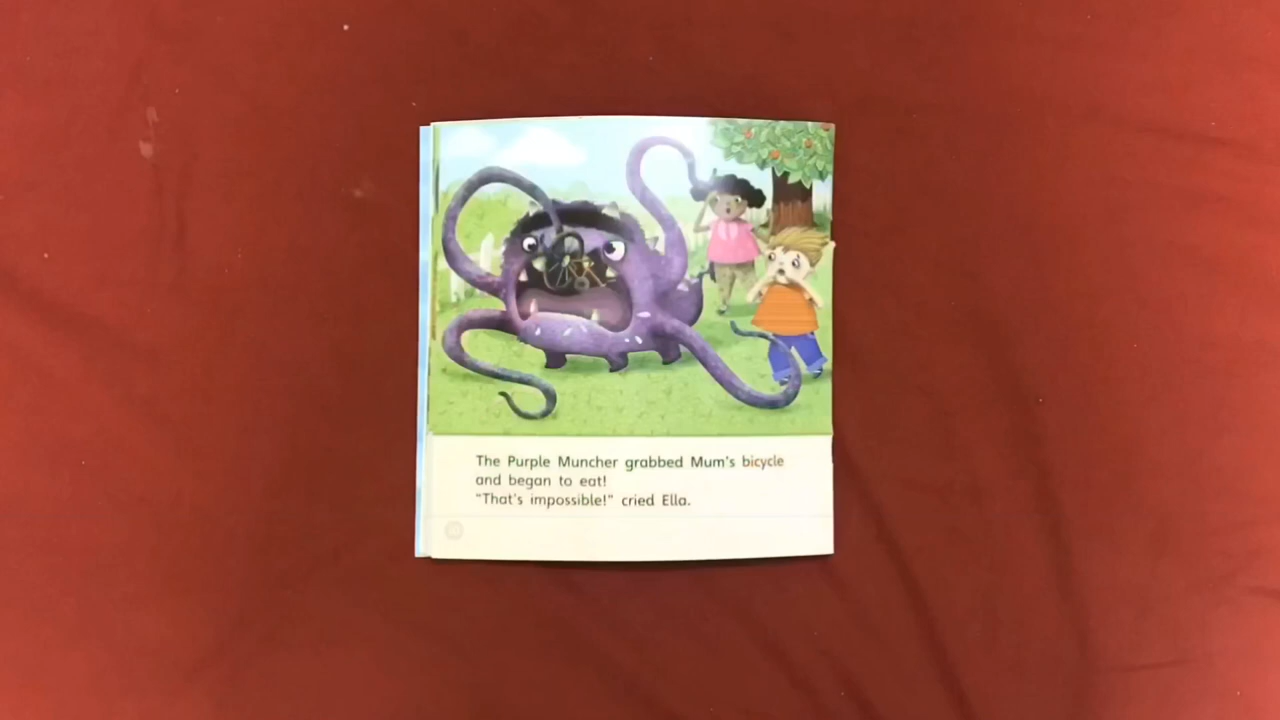 The Purple Muncher grabbed Mum's bicycle
and began to eat!
"That's impossible!" cried Ella.